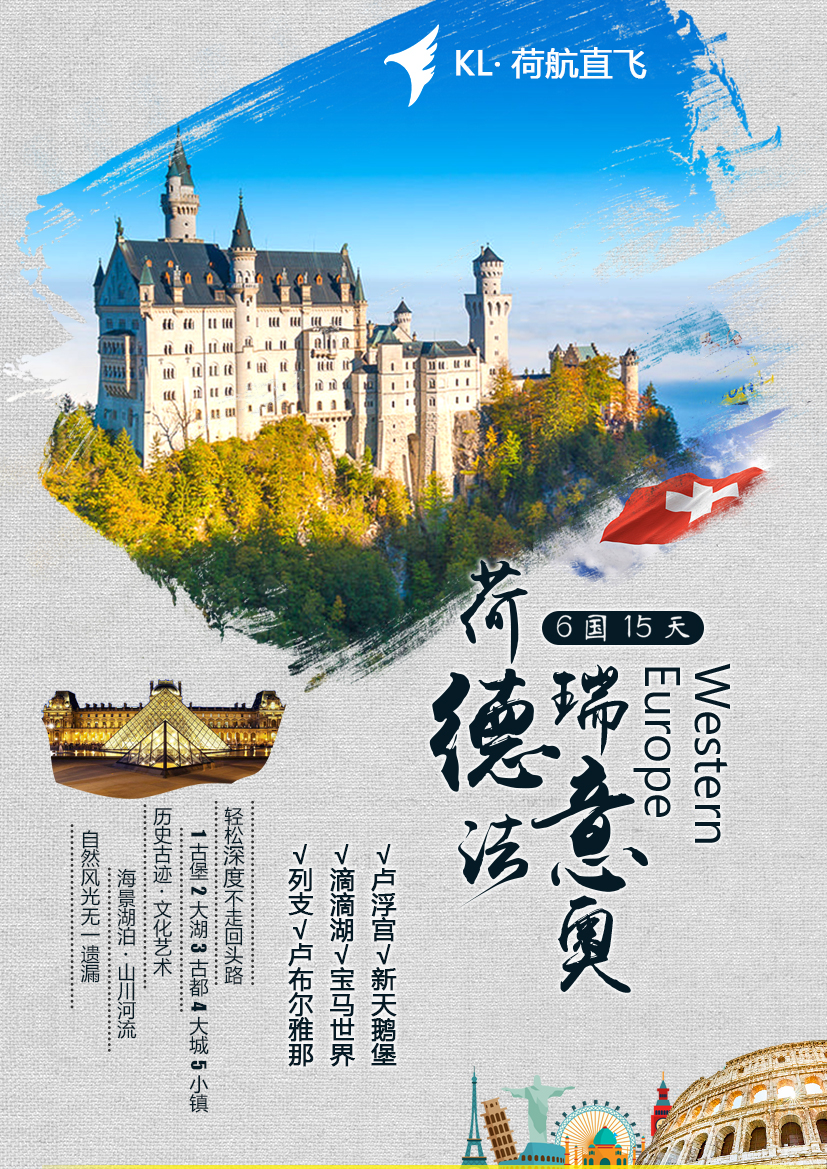 KL· 荷航直飞
6国15天
Western
Europe
瑞意奥
荷德法
√卢浮宫√新天鹅堡
√滴滴湖√宝马世界
√列支√卢布尔雅那
轻松深度不走回头路
1古堡2大湖3古都4大城5小镇
历史古迹·文化艺术
海景湖泊·山川河流
自然风光无一遗漏